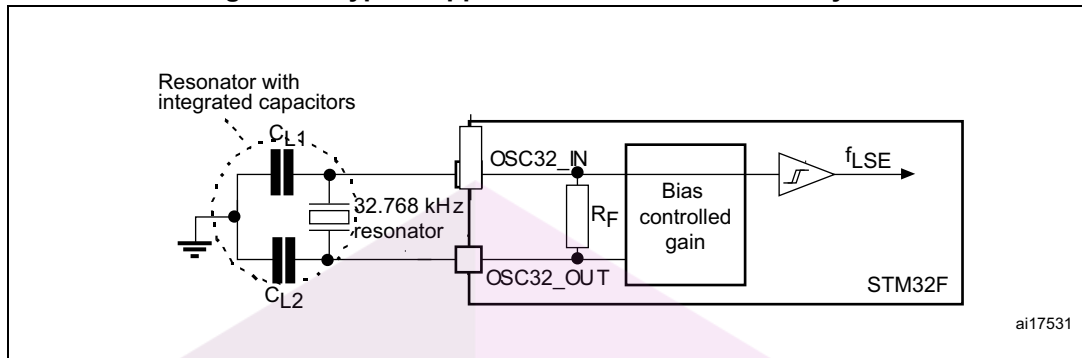 Resonator with
integrated capacitors
CL1
OSC32_IN
fLSE
32.768 kHz
resonator
RF
Bias
controlled
gain
OSC32_OUT
CL2
STM32F
ai17531